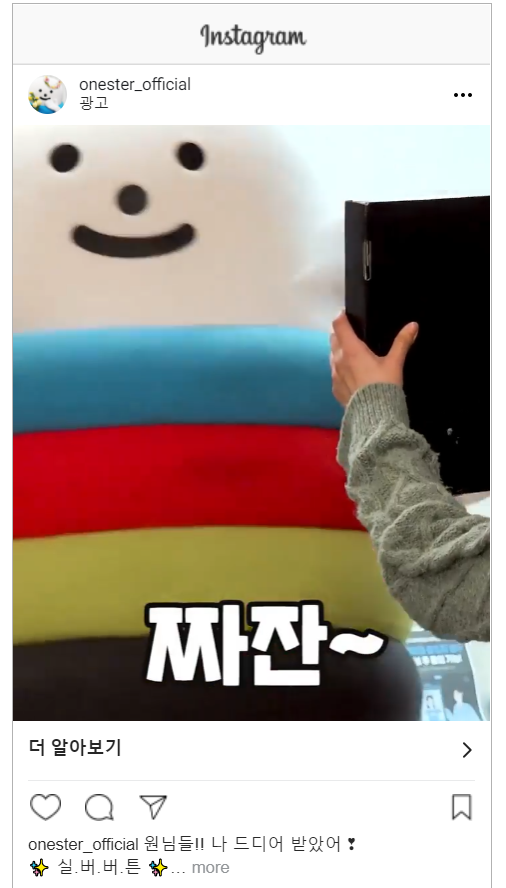 Instagram
onester_official
광고
짜잔~
더 알아보기
onester_official 원님들!! 나 드디어 받았어❣
✨ 실.버.버.튼 ✨... more